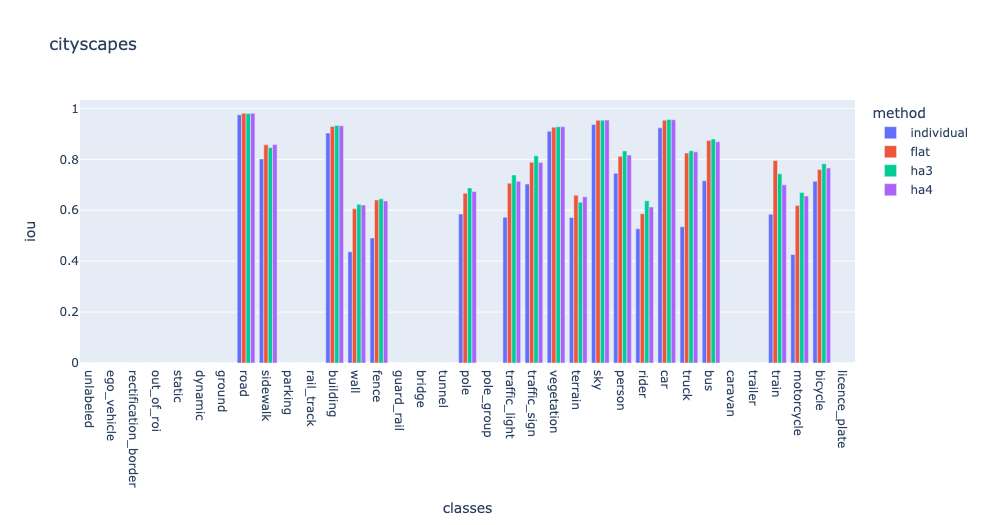 cityscapes
1
0.8
0.6
0.4
0.2
0
iou
unlabeled
ego_vehicle
rectification_border
out_of_roi
static
dynamic
ground
road
sidewalk
parking
rail_track
building
wall
fence
guard_rail
bridge
tunnel
pole
pole_group
traffic_light
traffic_sign
vegetation
terrain
sky
person
rider
car
truck
bus
caravan
trailer
train
motorcycle
bicycle
licence_plate
classes
method
individual
flat
ha3
ha4